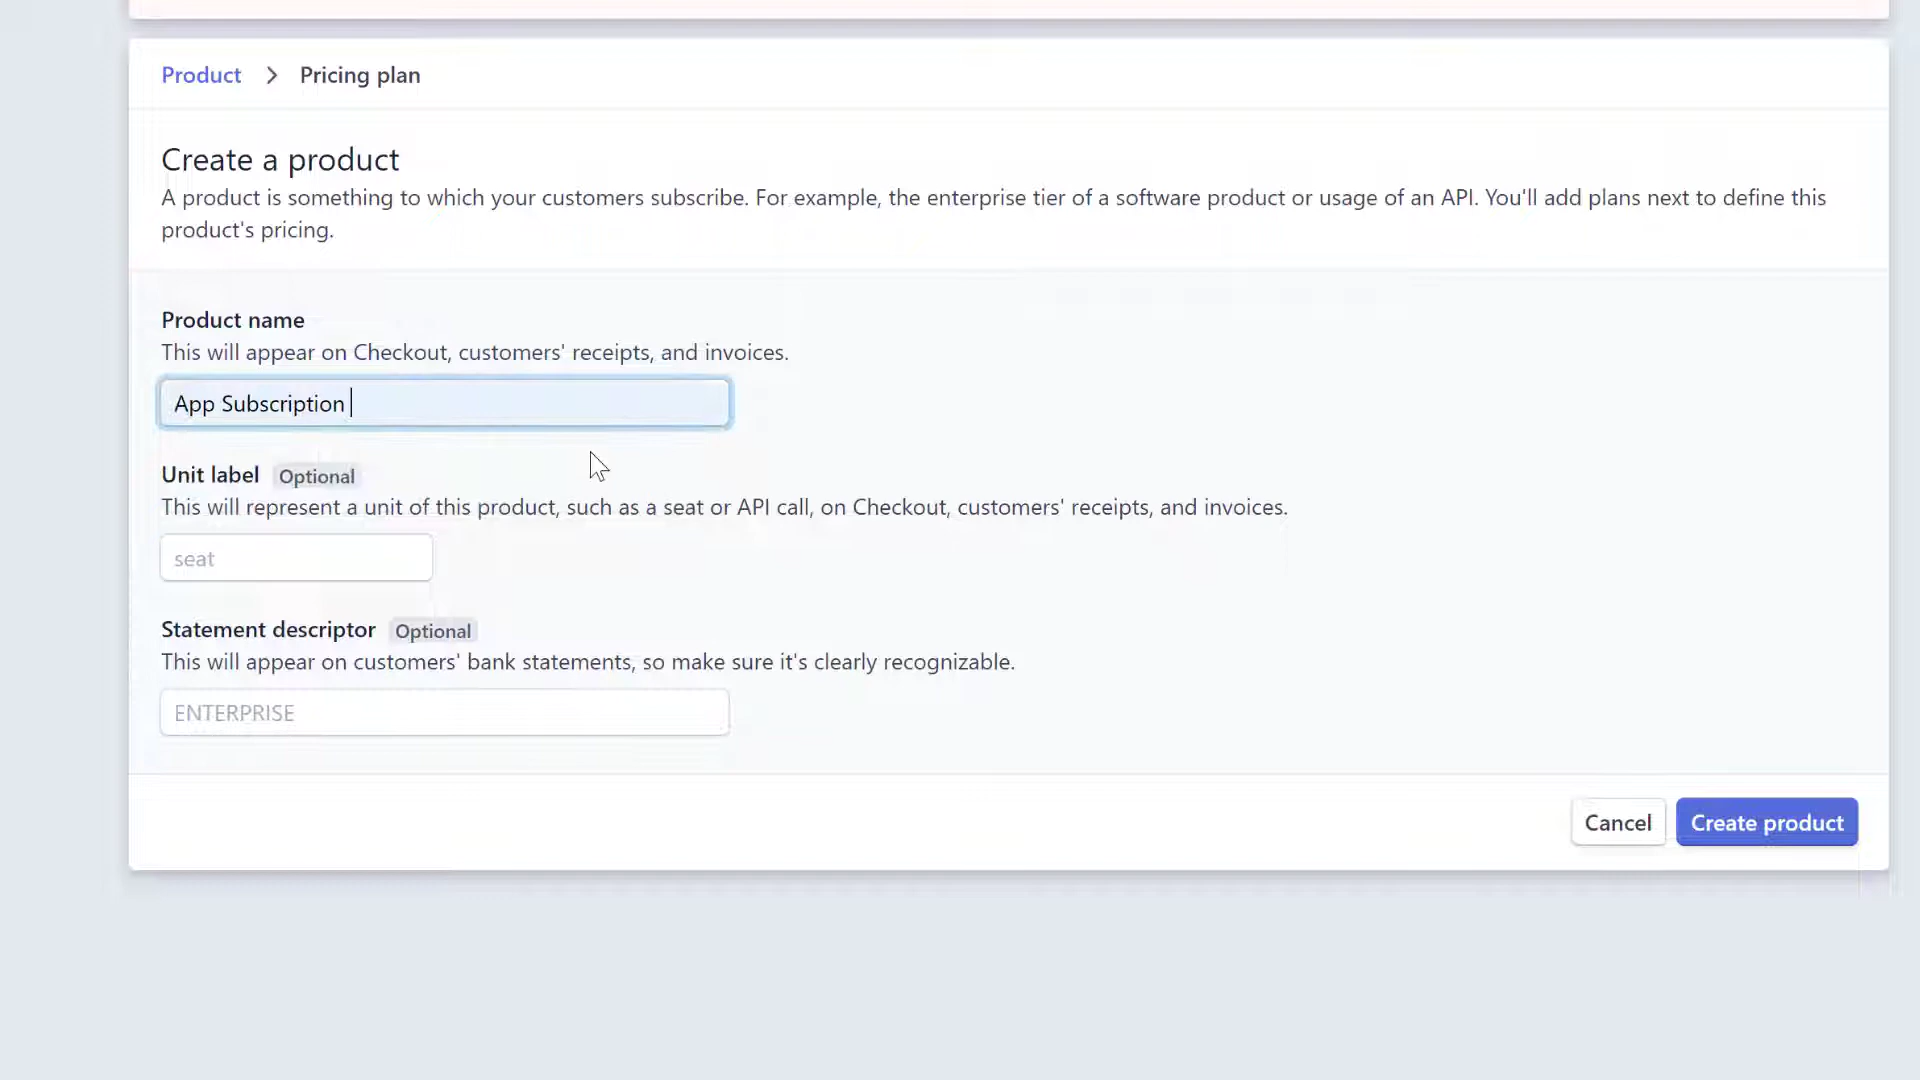 Product > Pricing plan
Create a product
A product is something to which your customers subscribe. For example, the enterprise tier of a software product or usage of an API. You'll add plans next to define this
product's pricing.
Product name
This will appear on Checkout, customers' receipts, and invoices.
App Subscription
Unit label Optional
This will represent a unit of this product, such as a seat or API call, on Checkout, customers' receipts, and invoices.
seat
Statement descriptor Optional
This will appear on customers' bank statements, so make sure it's clearly recognizable.
ENTERPRISE
Cancel Create product